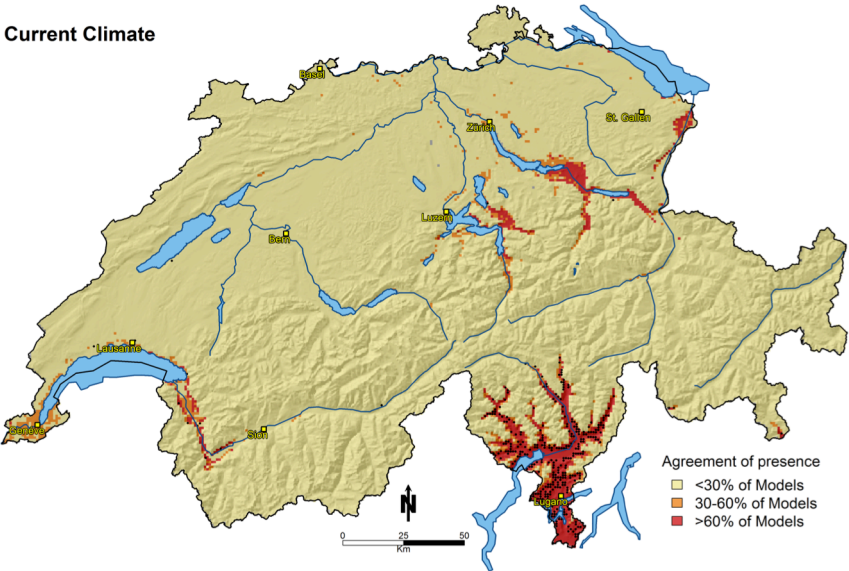 Current Climate
Basel
Zürich
St. Gallen
Luzern
Bern
Lausanne
Genève
Sion
Lugano
N
0 25 50
Km
Agreement of presence
<30% of Models
30-60% of Models
>60% of Models